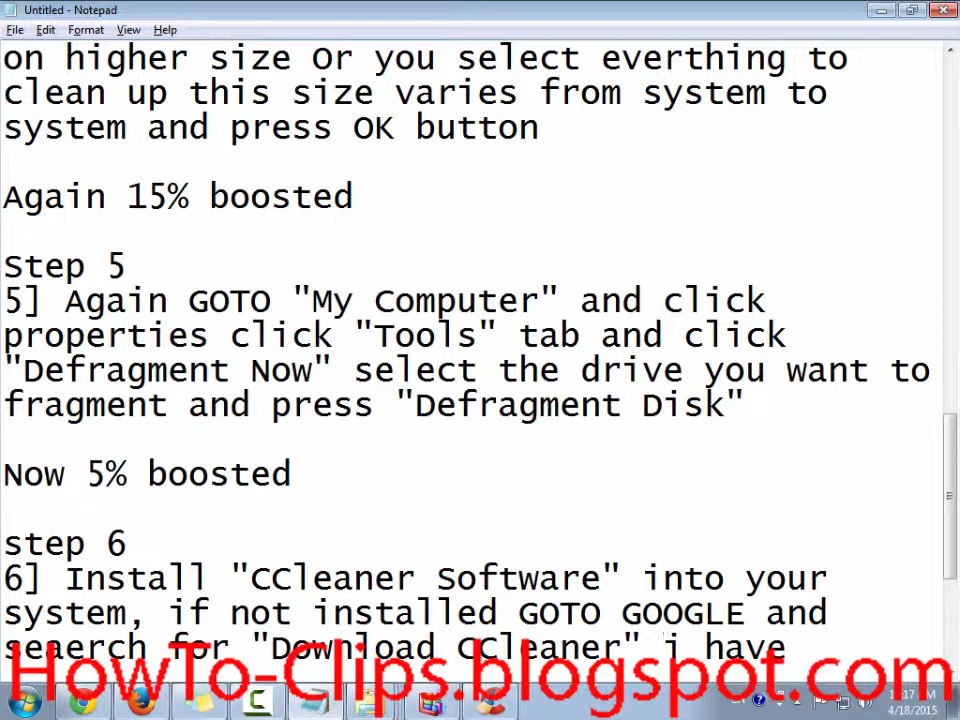 Untitled - Notepad
File Edit Format View Help
on higher size Or you select everthing to
clean up this size varies from system to
system and press OK button
Again 15% boosted
Step 5
5] Again GOTO "My Computer" and click
properties click "Tools" tab and click
"Defragment Now" select the drive you want to
fragment and press "Defragment Disk"
Now 5% boosted
step 6
6] Install "CCleaner Software" into your
system, if not installed GOTO GOOGLE and
seaerch for "Download CCleaner" i have
HowTo-Clips.blogspot.com
4/18/2015